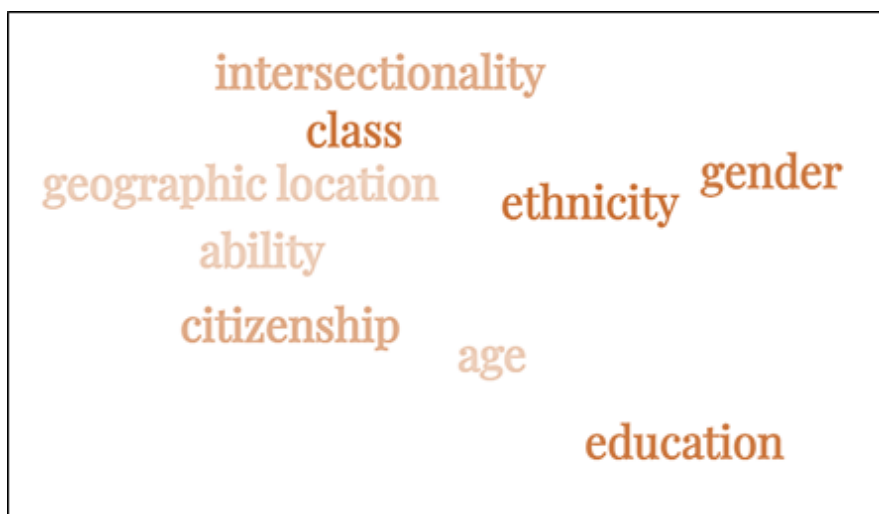 intersectionality
class
gender
geographic location
ethnicity
ability
citizenship
age
education